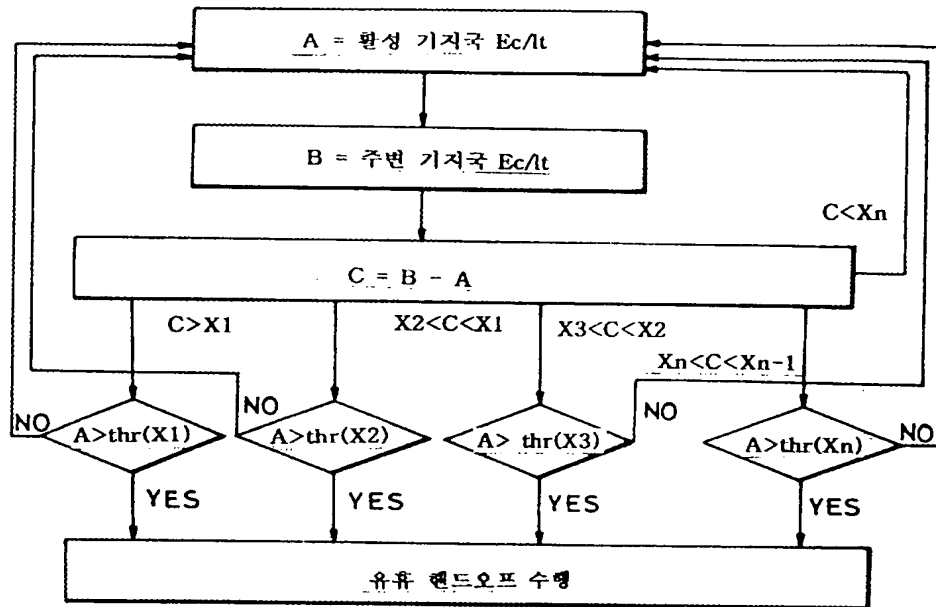 A = 활성 기지국 Ec/It
B = 주변 기지국 Ec/It
C<Xn
C = B - A
C>X1
X2<C<X1
X3<C<X2
Xn<C<Xn-1
NO
A>thr(X1)
NO
A>thr(X2)
A> thr(X3)
NO
A>thr(Xn)
NO
YES
YES
YES
YES
유휴 핸드오프 수행